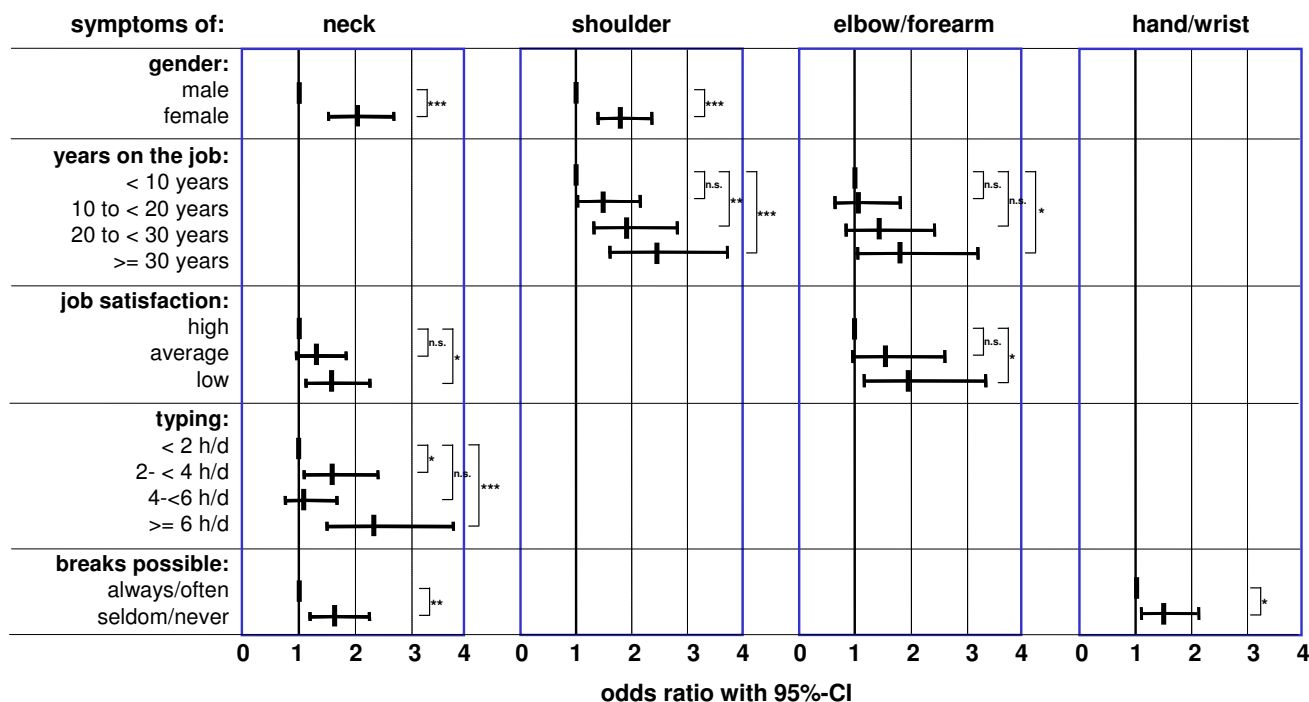 symptoms of: neck shoulder elbow/forearm hand/wrist
gender:
male
female
*** ***
years on the job:
< 10 years
10 to < 20 years
20 to < 30 years
>= 30 years
n.s. ** *** n.s. n.s. *
job satisfaction:
high
average
low
n.s. * n.s. *
typing:
< 2 h/d
2- < 4 h/d
4-<6 h/d
>= 6 h/d
* n.s. ***
breaks possible:
always/often
seldom/never
** *
0 1 2 3 4 0 1 2 3 4 0 1 2 3 4 0 1 2 3 4
odds ratio with 95%-CI